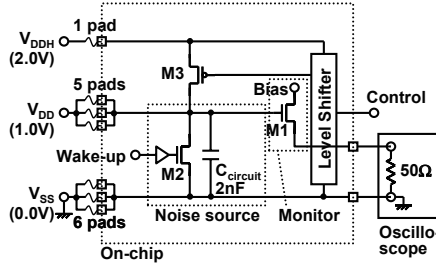 1 pad
V_DDH
(2.0V)
M3
5 pads
Bias
Level Shifter
V_DD
(1.0V)
M1
Control
Wake-up
M2
C_circuit
2nF
50Ω
V_SS
(0.0V)
6 pads
Noise source
Monitor
On-chip
Oscillo-
scope